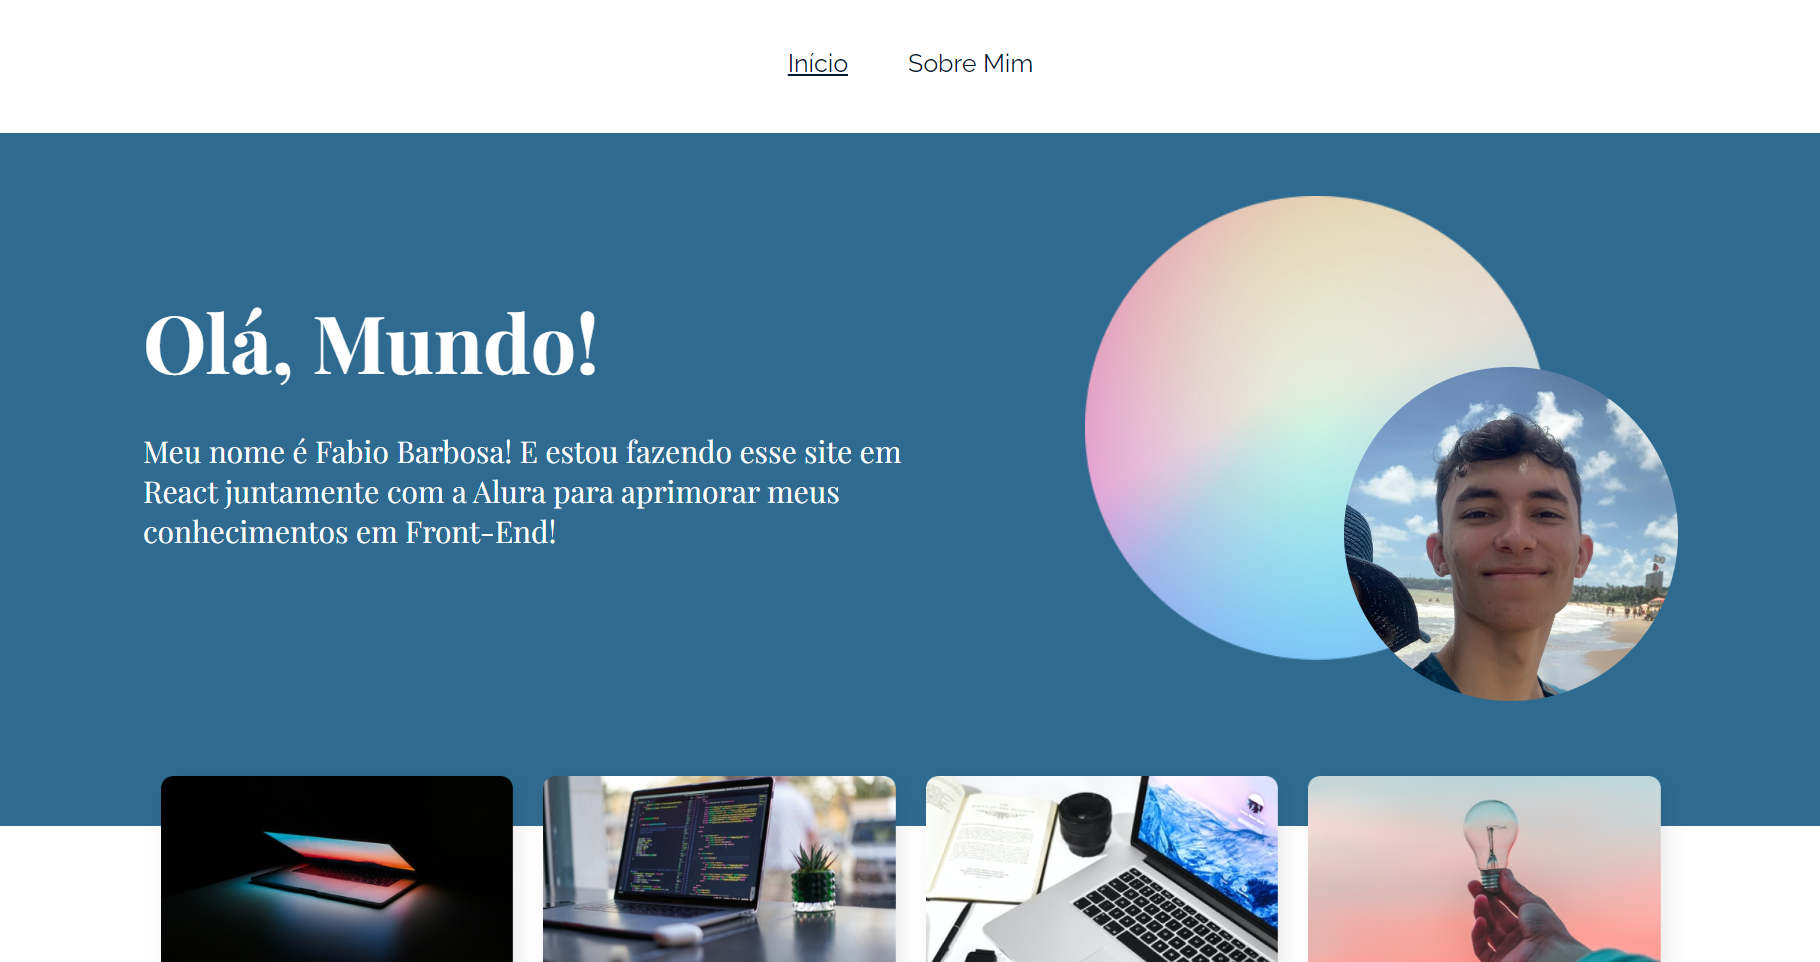 Início
Sobre Mim
Olá, Mundo!
Meu nome é Fabio Barbosa! E estou fazendo esse site em
React juntamente com a Alura para aprimorar meus
conhecimentos em Front-End!